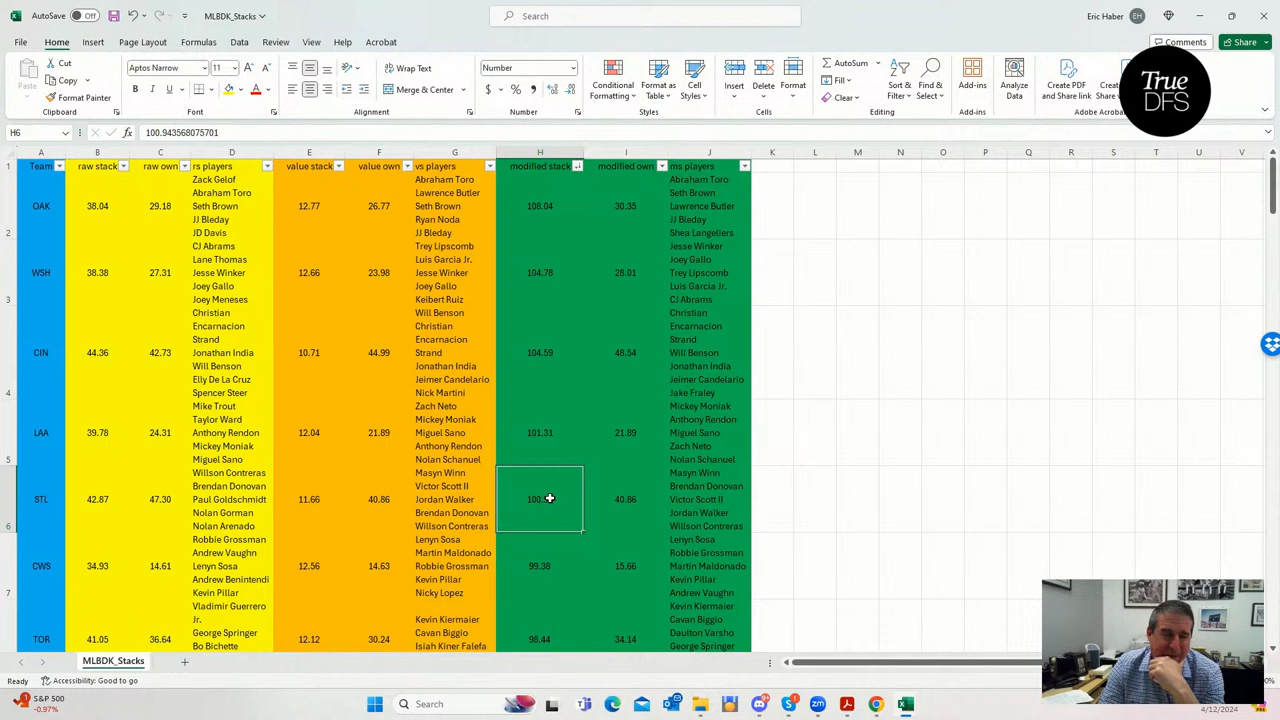 AutoSave Off MLBDK_Stacks Search Eric Haber EH
File Home Insert Page Layout Formulas Data Review View Help Acrobat Comments Share
Cut Aptos Narrow 11 Wrap Text Number AutoSum
Copy Fill
Format Painter Merge & Center Clear
Paste Conditional Formatting Format as Table Cell Styles Insert Delete Format Sort & Filter Find & Select Add-ins Analyze Data Create PDF and Share link
Clipboard Font Alignment Number Styles Cells Editing Add-ins
True
DFS
H6 fx 100.943568075701
A B C D E F G H I J K L M N O P Q R S T U V
Team raw stack raw own rs players value stack value own vs players modified stack modified own ms players
Zack Gelof Abraham Toro Abraham Toro
Abraham Toro Lawrence Butler Seth Brown
OAK 38.04 29.18 Seth Brown 12.77 26.77 Seth Brown 108.04 30.35 Lawrence Butler
JJ Bleday Ryan Noda JJ Bleday
2 JD Davis JJ Bleday Shea Langeliers
CJ Abrams Trey Lipscomb Jesse Winker
Lane Thomas Luis Garcia Jr. Joey Gallo
WSH 38.38 27.31 Jesse Winker 12.66 23.98 Jesse Winker 104.78 28.01 Trey Lipscomb
Joey Gallo Joey Gallo Luis Garcia Jr.
3 Joey Meneses Keibert Ruiz CJ Abrams
Christian Will Benson Christian
Encarnacion Christian Encarnacion
Strand Encarnacion Strand
CIN 44.36 42.73 Jonathan India 10.71 44.99 Strand 104.59 48.54 Will Benson
Will Benson Jonathan India Jonathan India
Elly De La Cruz Jeimer Candelario Jeimer Candelario
4 Spencer Steer Nick Martini Jake Fraley
Mike Trout Zach Neto Mickey Moniak
Taylor Ward Mickey Moniak Anthony Rendon
LAA 39.78 24.31 Anthony Rendon 12.04 21.89 Miguel Sano 101.31 21.89 Miguel Sano
Mickey Moniak Anthony Rendon Zach Neto
5 Miguel Sano Nolan Schanuel Nolan Schanuel
Willson Contreras Masyn Winn Masyn Winn
Brendan Donovan Victor Scott II Brendan Donovan
STL 42.87 47.30 Paul Goldschmidt 11.66 40.86 Jordan Walker 40.86 Victor Scott II
Nolan Gorman Brendan Donovan Jordan Walker
6 Nolan Arenado Willson Contreras Willson Contreras
Robbie Grossman Lenyn Sosa Lenyn Sosa
Andrew Vaughn Martin Maldonado Robbie Grossman
CWS 34.93 14.61 Lenyn Sosa 12.56 14.63 Robbie Grossman 99.38 15.66 Martin Maldonado
Andrew Benintendi Kevin Pillar Kevin Pillar
7 Kevin Pillar Nicky Lopez Andrew Vaughn
Vladimir Guerrero Kevin Kiermaier
Jr. Kevin Kiermaier Cavan Biggio
George Springer Cavan Biggio Daulton Varsho
TOR 41.05 36.64 Bo Bichette 12.12 30.24 Isiah Kiner Falefa 98.44 34.14 George Springer
MLBDK_Stacks
Ready Accessibility: Good to go
S&P 500
-0.97% Search 4/12/2024